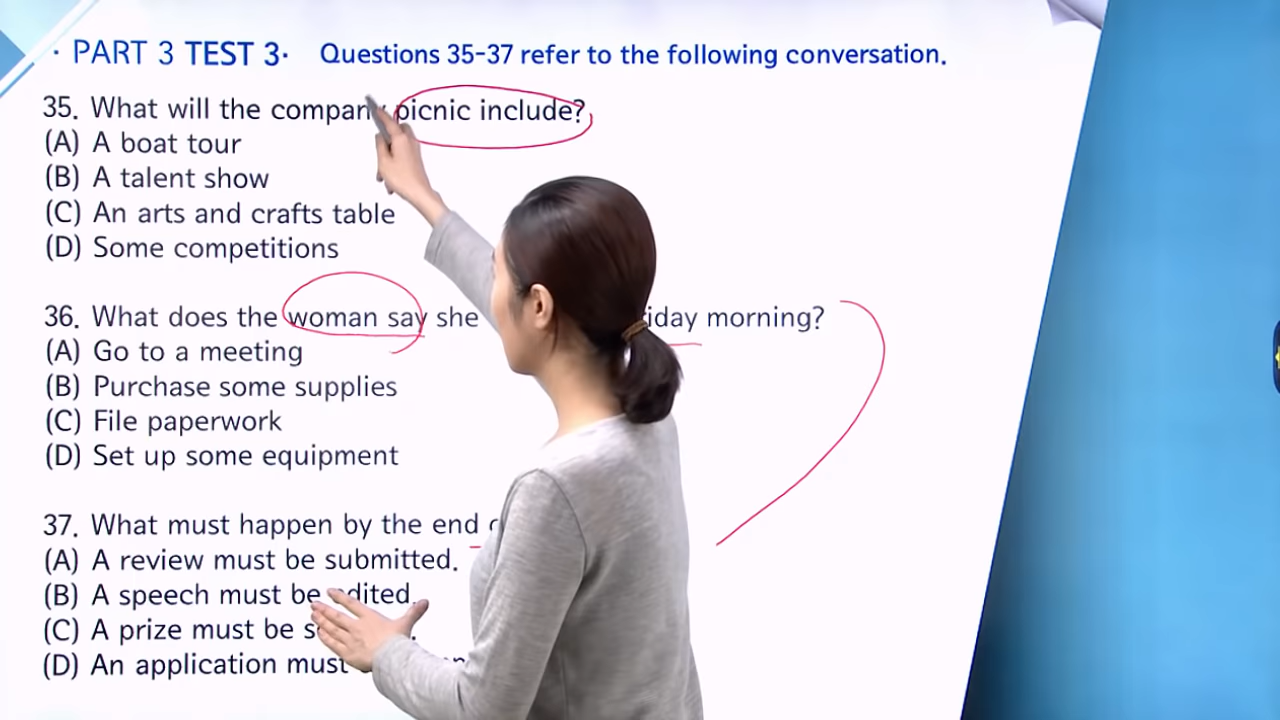 · PART 3 TEST 3· Questions 35-37 refer to the following conversation.
35. What will the company picnic include?
(A) A boat tour
(B) A talent show
(C) An arts and crafts table
(D) Some competitions
36. What does the woman say she morning?
(A) Go to a meeting
(B) Purchase some supplies
(C) File paperwork
(D) Set up some equipment
37. What must happen by the end
(A) A review must be submitted.
(B) A speech must be edited.
(C) A prize must be
(D) An application must